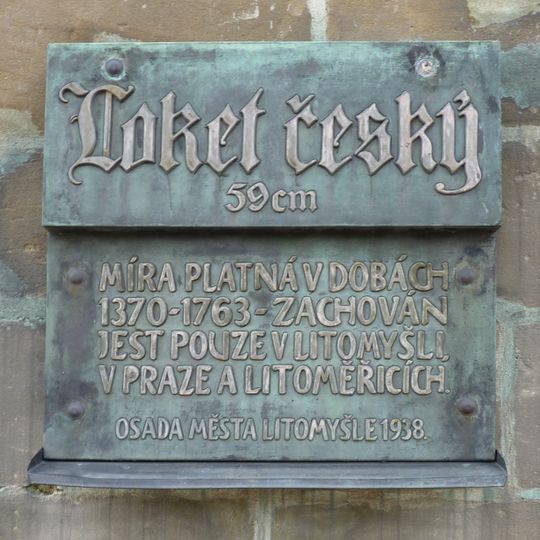 Loket český
59cm
MÍRA PLATNÁ V DOBÁCH
1370-1763-ZACHOVÁN
JEST POUZE V LITOMYŠLI,
V PRAZE A LITOMĚŘICÍCH.
OSADA MĚSTA LITOMYŠLE 1938.